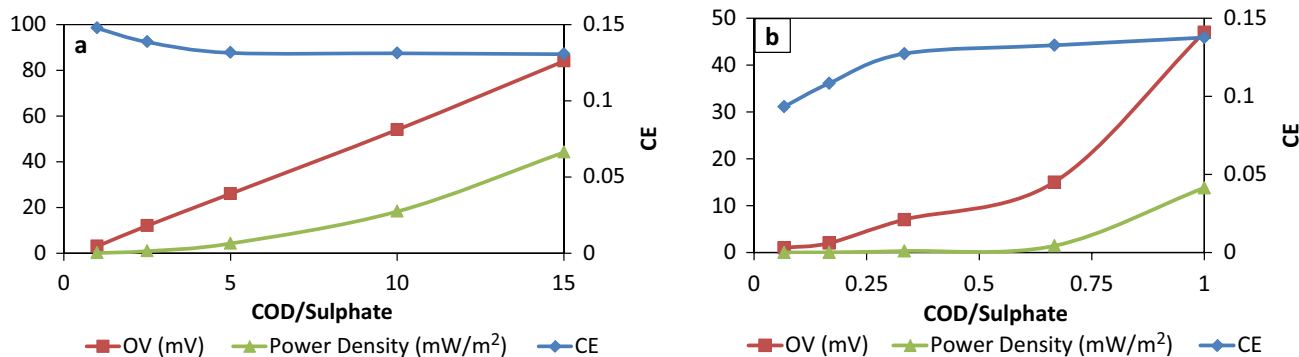 a
100
80
60
40
20
0
0.15
0.1
0.05
0
CE
0 5 10 15
COD/Sulphate
OV (mV) Power Density (mW/m²) CE
b
50
40
30
20
10
0
0.15
0.1
0.05
0
CE
0 0.25 0.5 0.75 1
COD/Sulphate
OV (mV) Power Density (mW/m²) CE